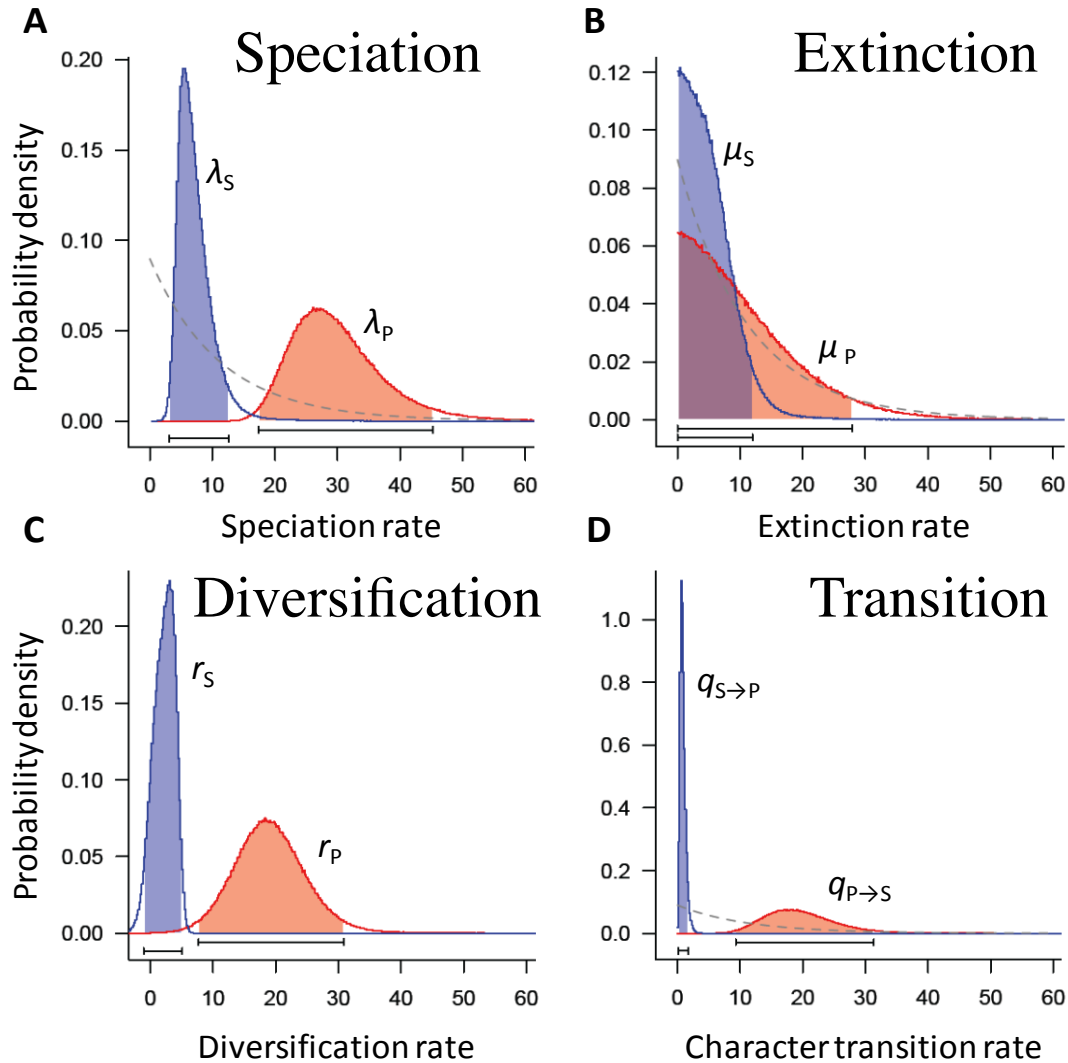 A
Speciation
Probability density
0.20
0.15
0.10
0.05
0.00
λS
λP
0 10 20 30 40 50 60
Speciation rate
B
Extinction
0.12
0.10
0.08
0.06
0.04
0.02
0.00
μS
μP
0 10 20 30 40 50 60
Extinction rate
C
Diversification
Probability density
0.20
0.15
0.10
0.05
0.00
rS
rP
0 10 20 30 40 50 60
Diversification rate
D
Transition
1.0
0.8
0.6
0.4
0.2
0.0
qS→P
qP→S
0 10 20 30 40 50 60
Character transition rate